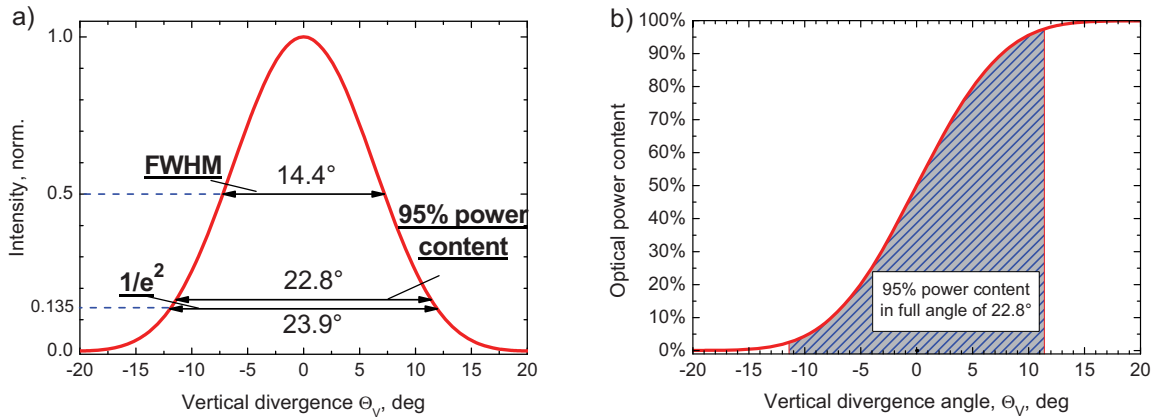 a)
Intensity, norm.
1.0
0.5
0.135
0.0
FWHM
14.4°
95% power
content
1/e²
22.8°
23.9°
-20 -15 -10 -5 0 5 10 15 20
Vertical divergence Θ_V, deg
b)
Optical power content
100%
90%
80%
70%
60%
50%
40%
30%
20%
10%
0%
95% power content
in full angle of 22.8°
-20 -15 -10 -5 0 5 10 15 20
Vertical divergence angle, Θ_V, deg